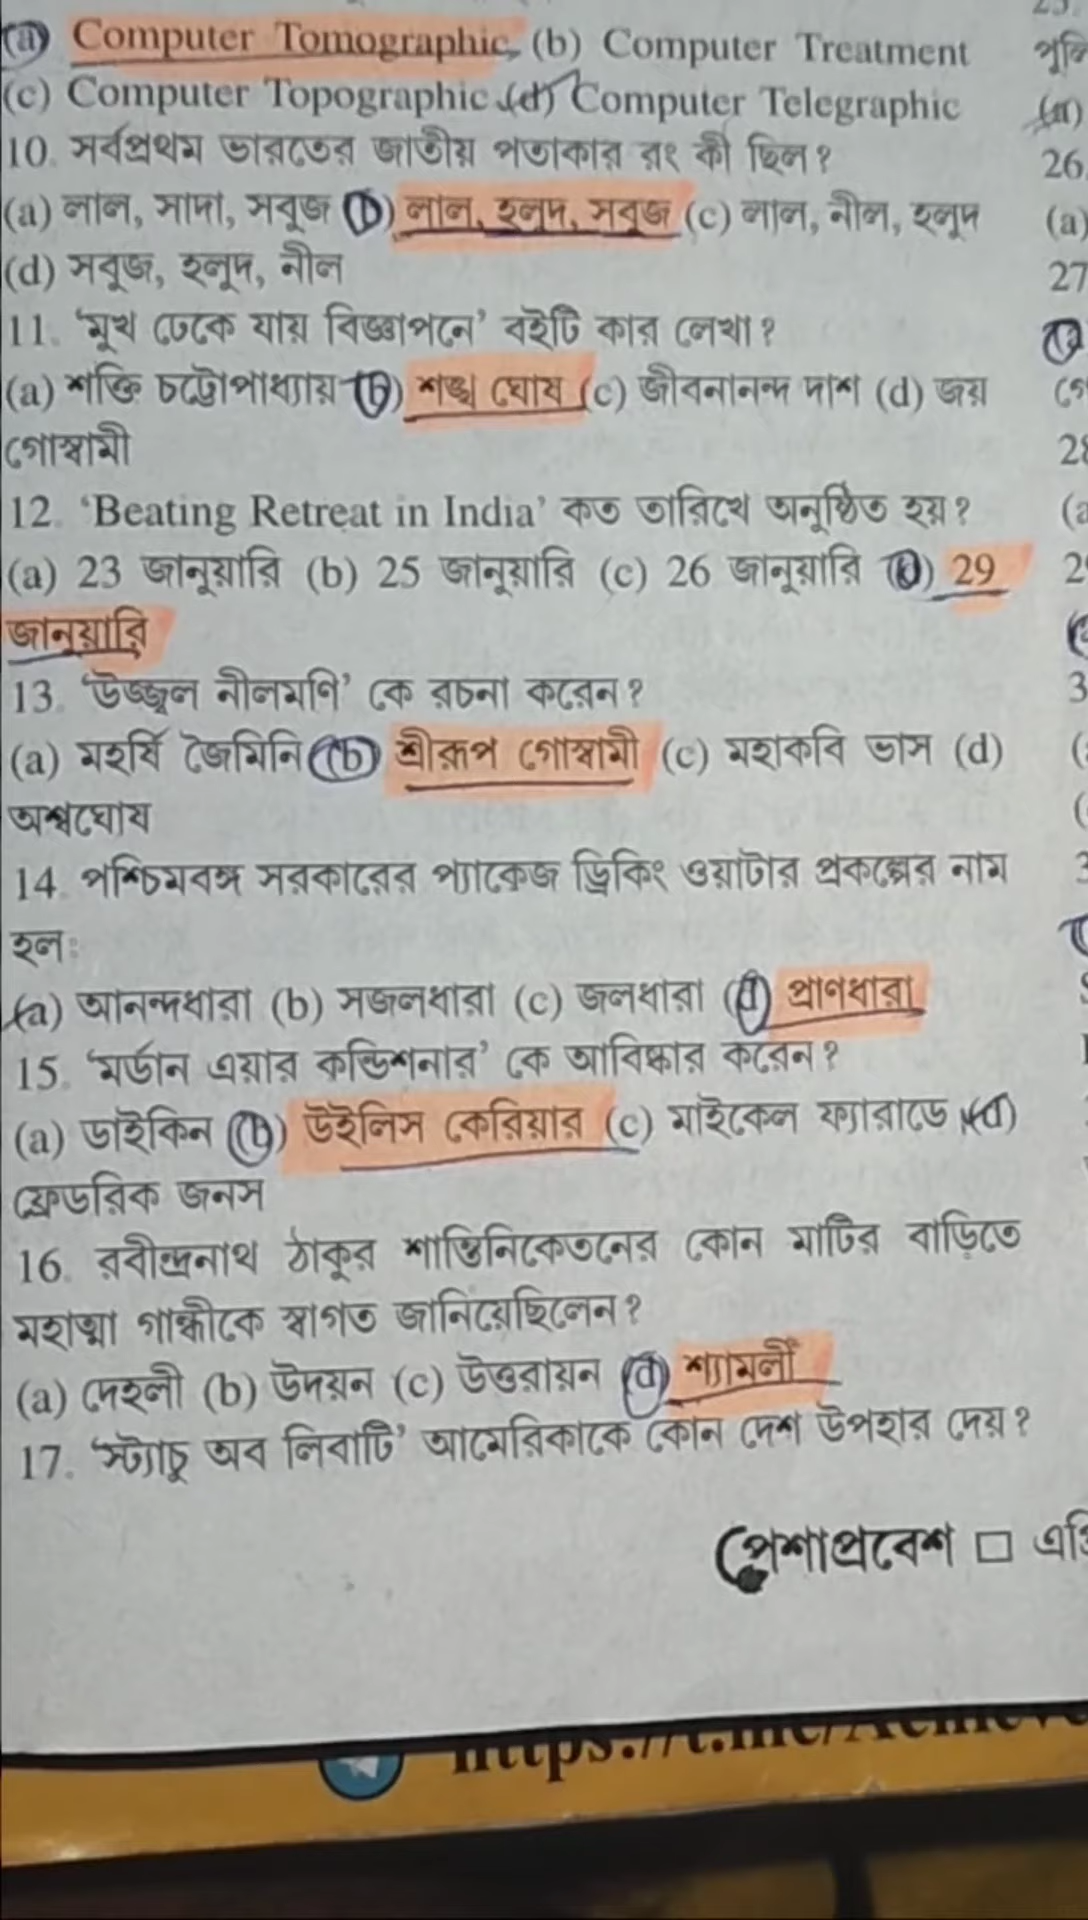 (a) Computer Tomographic (b) Computer Treatment
(c) Computer Topographic (d) Computer Telegraphic
10. সর্বপ্রথম ভারতের জাতীয় পতাকার রং কী ছিল?
(a) লাল, সাদা, সবুজ (b) লাল, হলুদ, সবুজ (c) লাল, নীল, হলুদ
(d) সবুজ, হলুদ, নীল
11. ‘মুখ ঢেকে যায় বিজ্ঞাপনে’ বইটি কার লেখা?
(a) শক্তি চট্টোপাধ্যায় (b) শঙ্খ ঘোষ (c) জীবনানন্দ দাশ (d) জয়
গোস্বামী
12. ‘Beating Retreat in India’ কত তারিখে অনুষ্ঠিত হয়?
(a) 23 জানুয়ারি (b) 25 জানুয়ারি (c) 26 জানুয়ারি (d) 29
জানুয়ারি
13. ‘উজ্জ্বল নীলমণি’ কে রচনা করেন?
(a) মহর্ষি জৈমিনি (b) শ্রীরূপ গোস্বামী (c) মহাকবি ভাস (d)
অশ্বঘোষ
14. পশ্চিমবঙ্গ সরকারের প্যাকেজ ড্রিকিং ওয়াটার প্রকল্পের নাম
হল:
(a) আনন্দধারা (b) সজলধারা (c) জলধারা (d) প্রাণধারা
15. ‘মর্ডান এয়ার কন্ডিশনার’ কে আবিষ্কার করেন?
(a) ডাইকিন (b) উইলিস কেরিয়ার (c) মাইকেল ফ্যারাডে (d)
ফ্রেডরিক জনস
16. রবীন্দ্রনাথ ঠাকুর শান্তিনিকেতনের কোন মাটির বাড়িতে
মহাত্মা গান্ধীকে স্বাগত জানিয়েছিলেন?
(a) দেহলী (b) উদয়ন (c) উত্তরায়ন (d) শ্যামলী
17. ‘স্ট্যাচু অব লিবার্টি’ আমেরিকাকে কোন দেশ উপহার দেয়?
পেশাপ্রবেশ □
26.
(a)
27